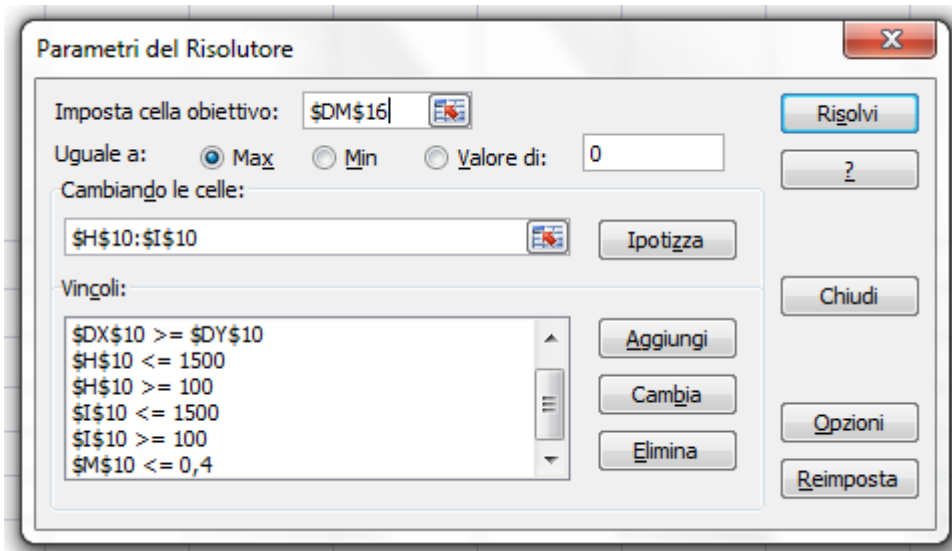 Parametri del Risolutore
Imposta cella obiettivo: $DM$16
Risolvi
Uguale a: Max Min Valore di: 0
?
Cambiando le celle:
$H$10:$I$10
Ipotizza
Vincoli:
Chiudi
$DX$10 >= $DY$10
Aggiungi
$H$10 <= 1500
$H$10 >= 100
Cambia
$I$10 <= 1500
$I$10 >= 100
Opzioni
Elimina
$M$10 <= 0,4
Reimposta